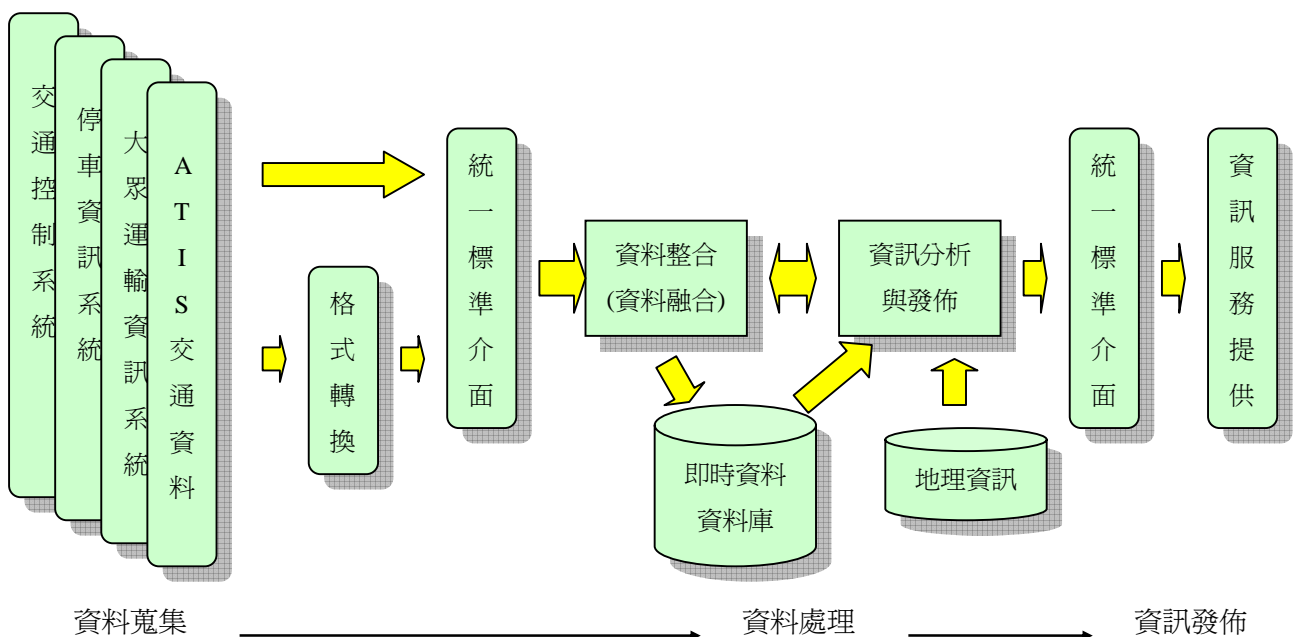 交通控制系統
停車資訊系統
大眾運輸資訊系統
ATIS交通資料
格式轉換
統一標準介面
資料整合
(資料融合)
資訊分析
與發佈
即時資料
資料庫
地理資訊
統一標準介面
資訊服務提供
資料蒐集
資料處理
資訊發佈